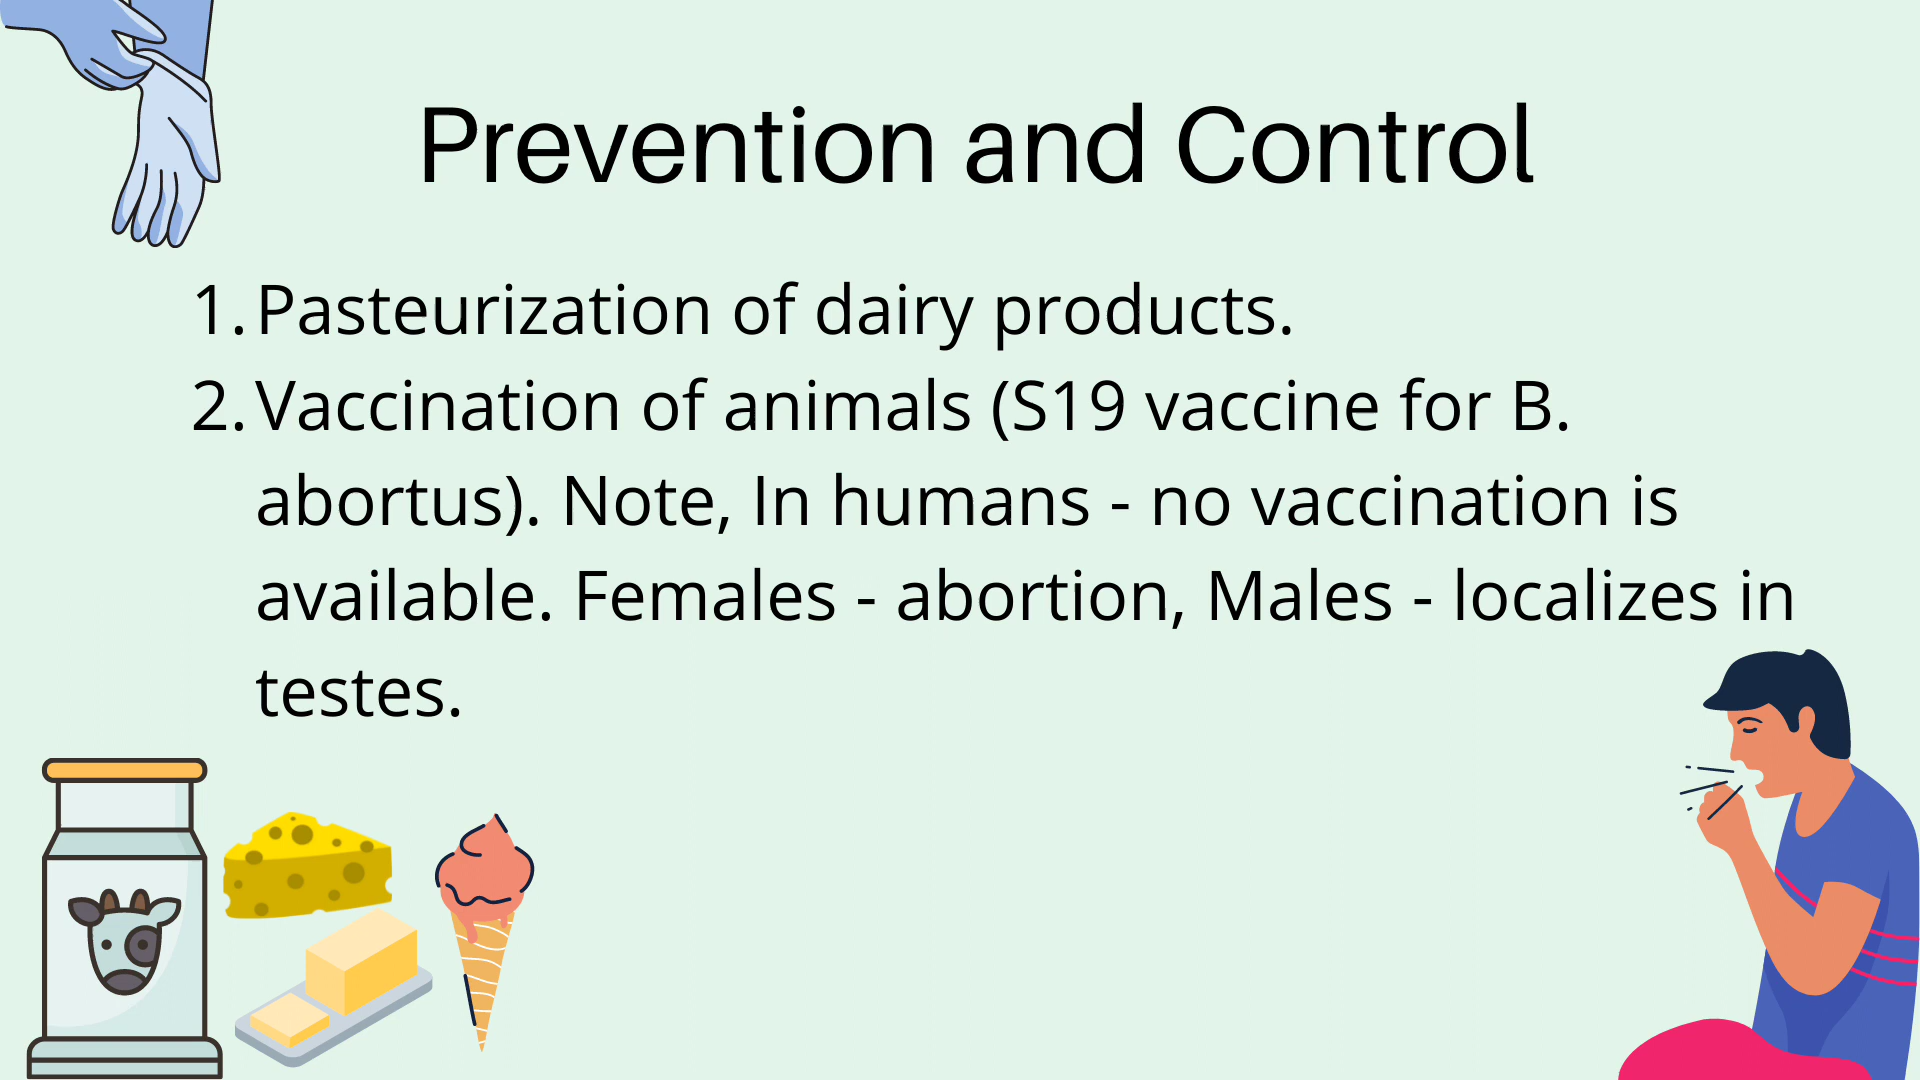 Prevention and Control
1. Pasteurization of dairy products.
2. Vaccination of animals (S19 vaccine for B.
abortus). Note, In humans - no vaccination is
available. Females - abortion, Males - localizes in
testes.